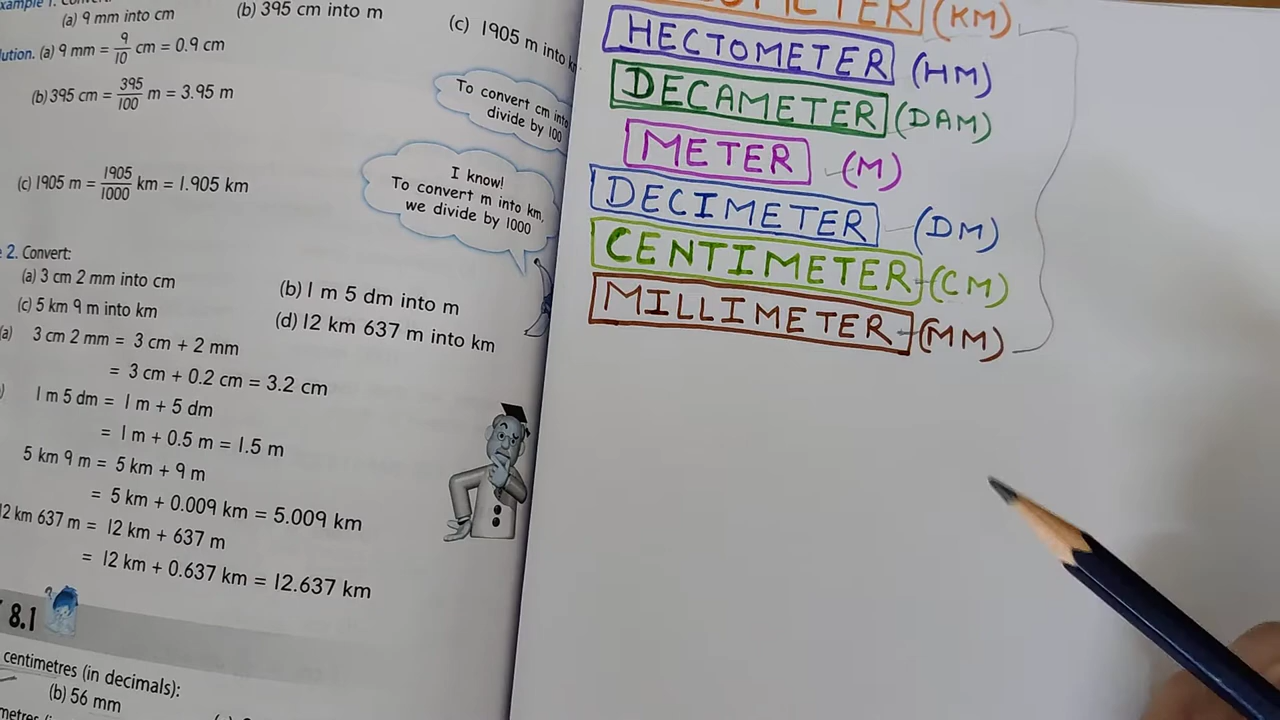 xample 1. Conver
(a) 9 mm into cm
(b) 395 cm into m
(c) 1905 m into k
lution. (a) 9 mm = 9/10 cm = 0.9 cm
(b) 395 cm = 395/100 m = 3.95 m
To convert cm into
divide by 100
(c) 1905 m = 1905/1000 km = 1.905 km
I know!
To convert m into km,
we divide by 1000
2. Convert:
(a) 3 cm 2 mm into cm
(b) 1 m 5 dm into m
(c) 5 km 9 m into km
(d) 12 km 637 m into km
(a) 3 cm 2 mm = 3 cm + 2 mm
= 3 cm + 0.2 cm = 3.2 cm
) 1 m 5 dm = 1 m + 5 dm
= 1 m + 0.5 m = 1.5 m
5 km 9 m = 5 km + 9 m
= 5 km + 0.009 km = 5.009 km
12 km 637 m = 12 km + 637 m
= 12 km + 0.637 km = 12.637 km
8.1
centimetres (in decimals):
(b) 56 mm
(KM)
HECTOMETER (HM)
DECAMETER (DAM)
METER (M)
DECIMETER (DM)
CENTIMETER (CM)
MILLIMETER (MM)